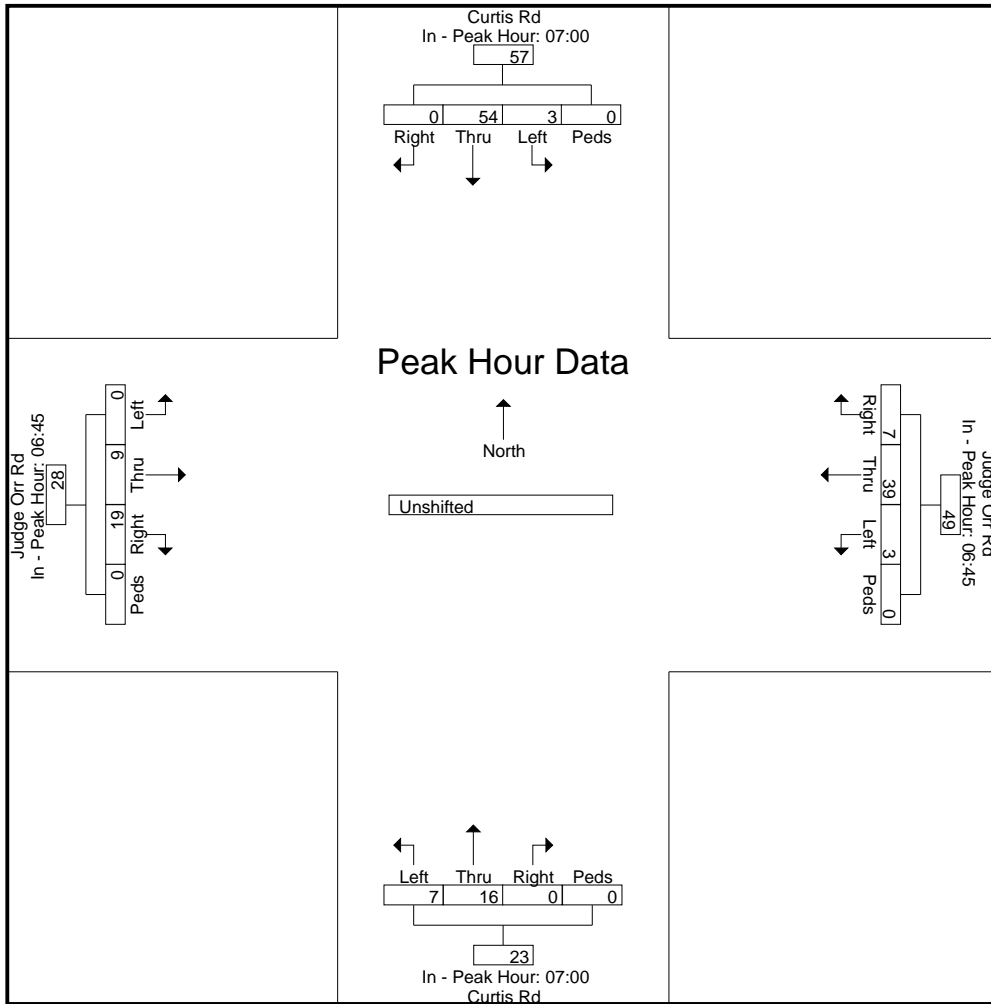 Curtis Rd
In - Peak Hour: 07:00
57
0 54 3 0
Right Thru Left Peds
Peak Hour Data
North
Unshifted
Judge Orr Rd
In - Peak Hour: 06:45
28
0 9 19 0
Left Thru Right Peds
Right Thru Left Peds
7 39 3 0
49
In - Peak Hour: 06:45
Judge Orr Rd
Left Thru Right Peds
7 16 0 0
23
In - Peak Hour: 07:00
Curtis Rd